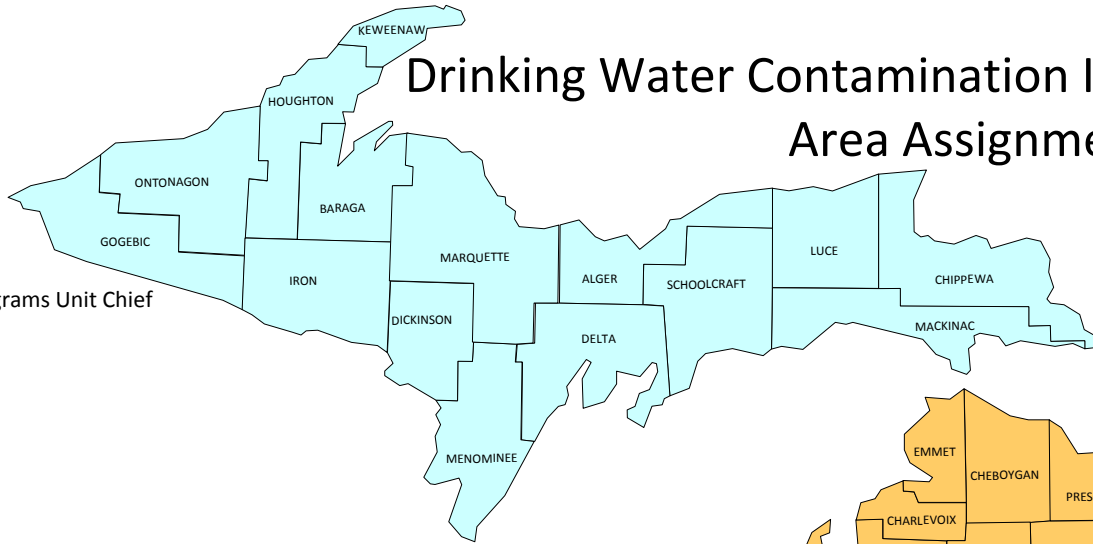 KEWEENAW
Drinking Water Contamination I
Area Assignme
HOUGHTON
ONTONAGON
BARAGA
GOGEBIC
MARQUETTE
LUCE
IRON
ALGER
SCHOOLCRAFT
CHIPPEWA
grams Unit Chief
DICKINSON
MACKINAC
DELTA
MENOMINEE
EMMET
CHEBOYGAN
PRES
CHARLEVOIX